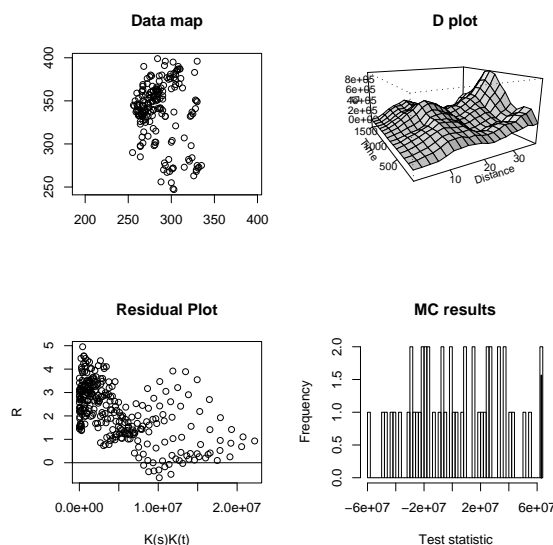 Data map
250 300 350 400
200 250 300 350 400
D plot
8e+05
6e+05
4e+05
2e+05
0e+00
1500
1000
500
Time
10 20 30
Distance
Residual Plot
R
0 1 2 3 4 5
0.0e+00 1.0e+07 2.0e+07
K(s)K(t)
MC results
Frequency
0.0 0.5 1.0 1.5 2.0
−6e+07 −2e+07 2e+07 6e+07
Test statistic